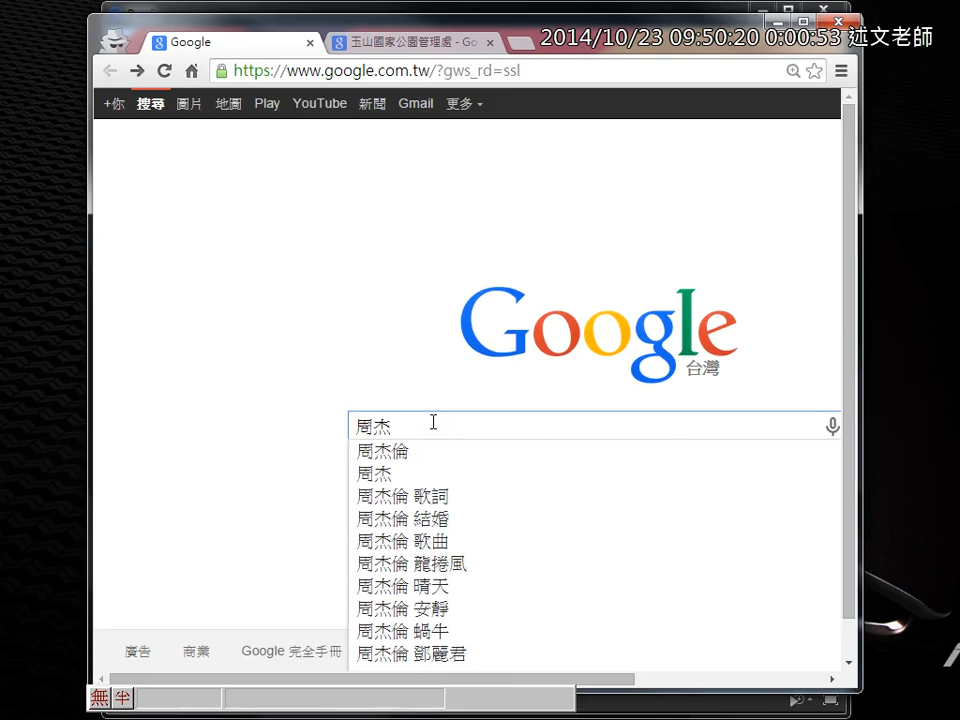 2014/10/23 09:50:20 0:00:53 述文老師
Google
玉山國家公園管理處 - Go
https://www.google.com.tw/?gws_rd=ssl
+你 搜尋 圖片 地圖 Play YouTube 新聞 Gmail 更多
Google
台灣
周杰
周杰倫
周杰
周杰倫 歌詞
周杰倫 結婚
周杰倫 歌曲
周杰倫 龍捲風
周杰倫 晴天
周杰倫 安靜
周杰倫 蝸牛
周杰倫 鄧麗君
廣告 商業 Google 完全手冊
無 半